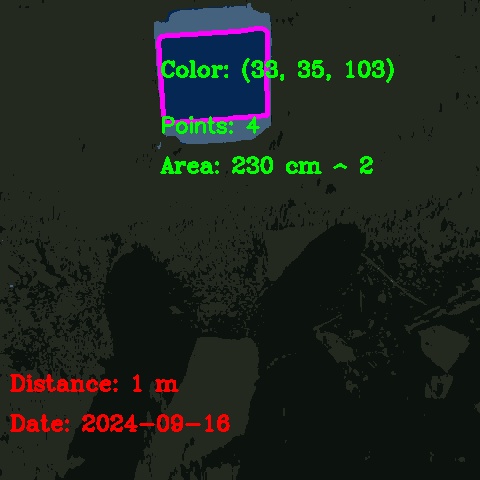 Color: (33, 35, 103)
Points: 4
Area: 230 cm ^ 2
Distance: 1 m
Date: 2024-09-16